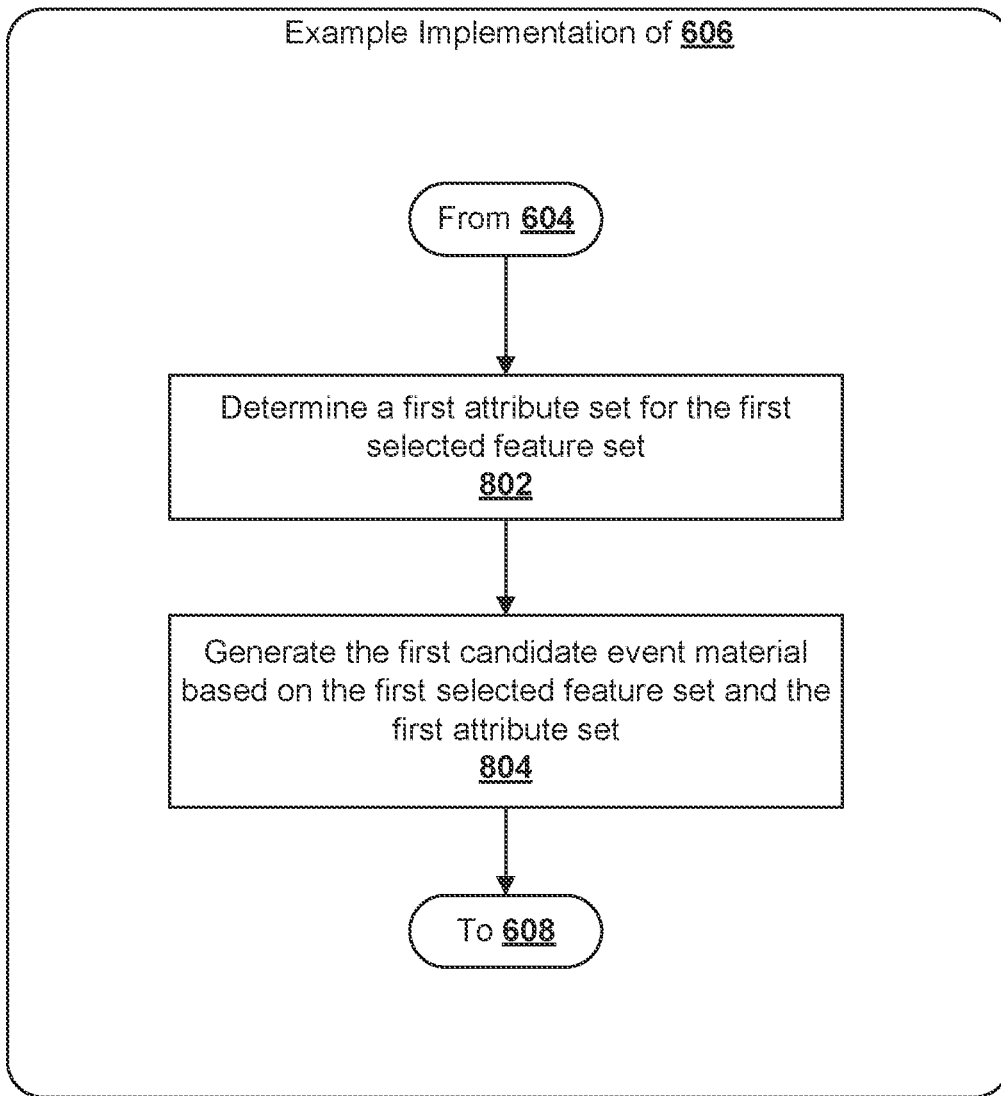 Example Implementation of 606
From 604
Determine a first attribute set for the first
selected feature set
802
Generate the first candidate event material
based on the first selected feature set and the
first attribute set
804
To 608